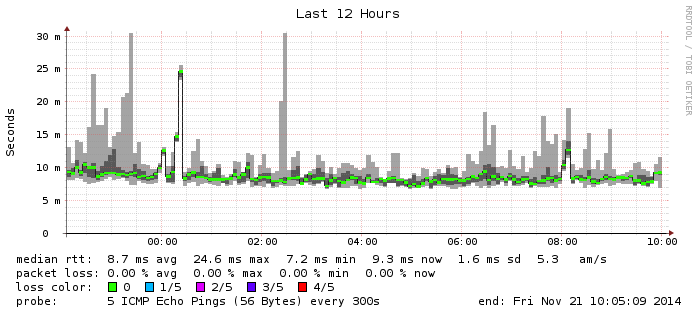 Last 12 Hours
RRDTOOL / TOBI OETIKER
Seconds
30 m
25 m
20 m
15 m
10 m
5 m
0
00:00 02:00 04:00 06:00 08:00 10:00
median rtt: 8.7 ms avg 24.6 ms max 7.2 ms min 9.3 ms now 1.6 ms sd 5.3 am/s
packet loss: 0.00 % avg 0.00 % max 0.00 % min 0.00 % now
loss color: 0 1/5 2/5 3/5 4/5
probe: 5 ICMP Echo Pings (56 Bytes) every 300s end: Fri Nov 21 10:05:09 2014